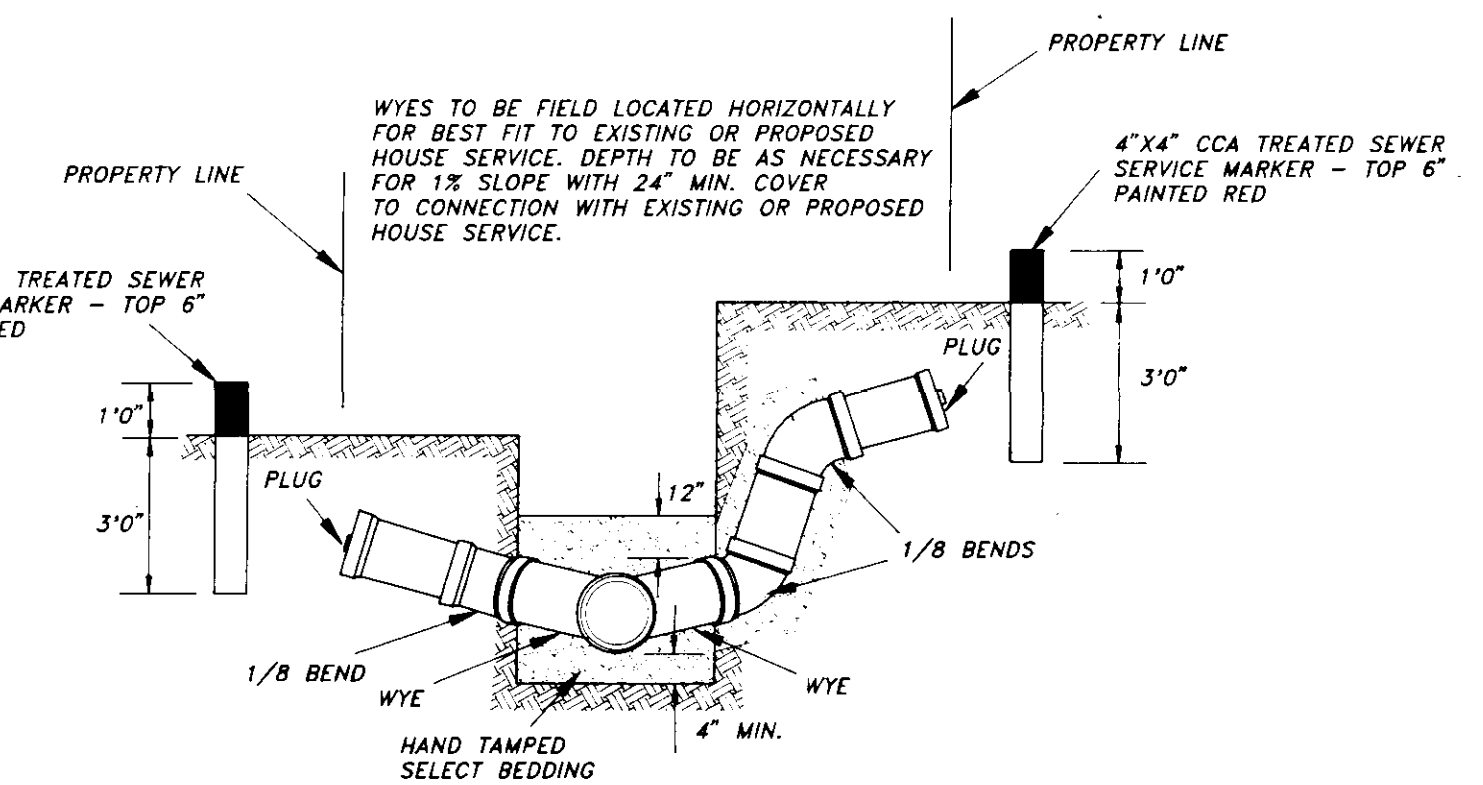 PROPERTY LINE
WYES TO BE FIELD LOCATED HORIZONTALLY
FOR BEST FIT TO EXISTING OR PROPOSED
HOUSE SERVICE. DEPTH TO BE AS NECESSARY
FOR 1% SLOPE WITH 24" MIN. COVER
TO CONNECTION WITH EXISTING OR PROPOSED
HOUSE SERVICE.
4"X4" CCA TREATED SEWER
SERVICE MARKER – TOP 6"
PAINTED RED
PROPERTY LINE
TREATED SEWER
ARKER – TOP 6"
ED
1'0"
3'0"
PLUG
1'0"
3'0"
PLUG
12"
1/8 BENDS
1/8 BEND
WYE
WYE
4" MIN.
HAND TAMPED
SELECT BEDDING